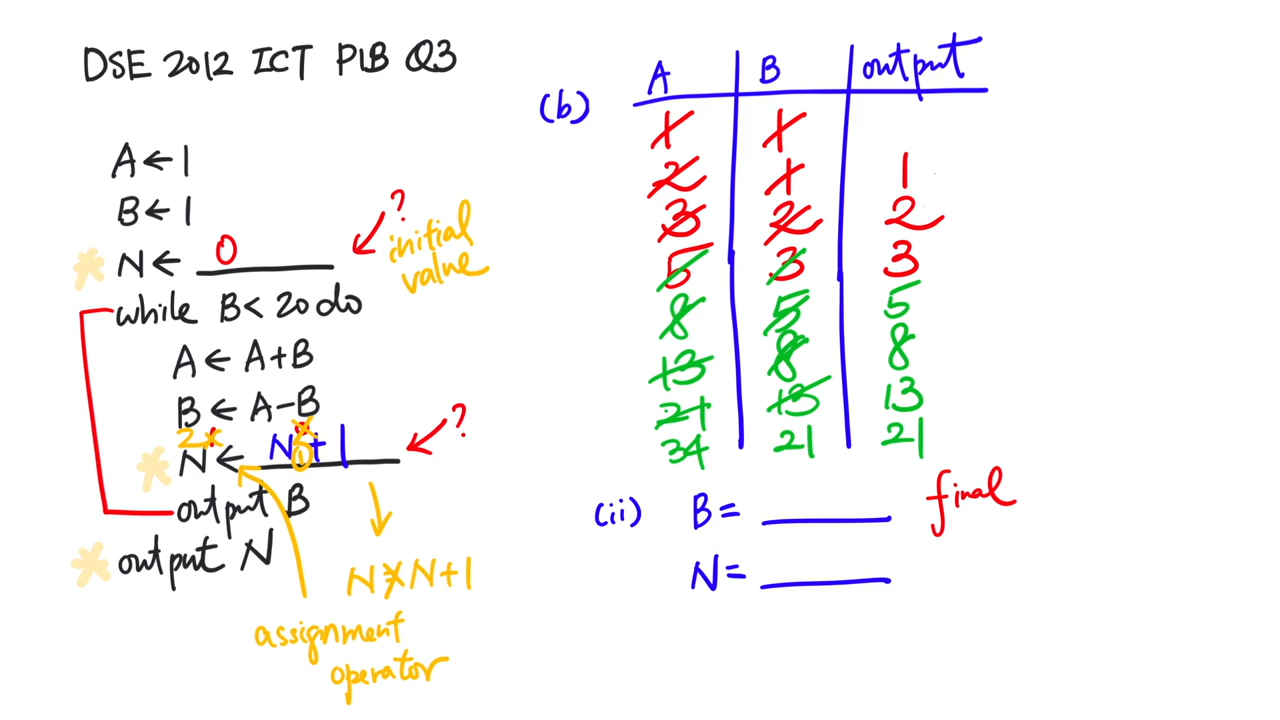 DSE 2012 ICT P1B Q3
A ← 1
B ← 1
N ← 0
?
initial value
while B < 20 do
A ← A + B
B ← A - B
N ← N + 1
?
output B
output N
N N+1
assignment operator
(b)
A B output
1 1
2 1 1
3 2 2
5 3 3
8 5 5
13 8 8
21 13 13
34 21 21
(ii) B = final
N =